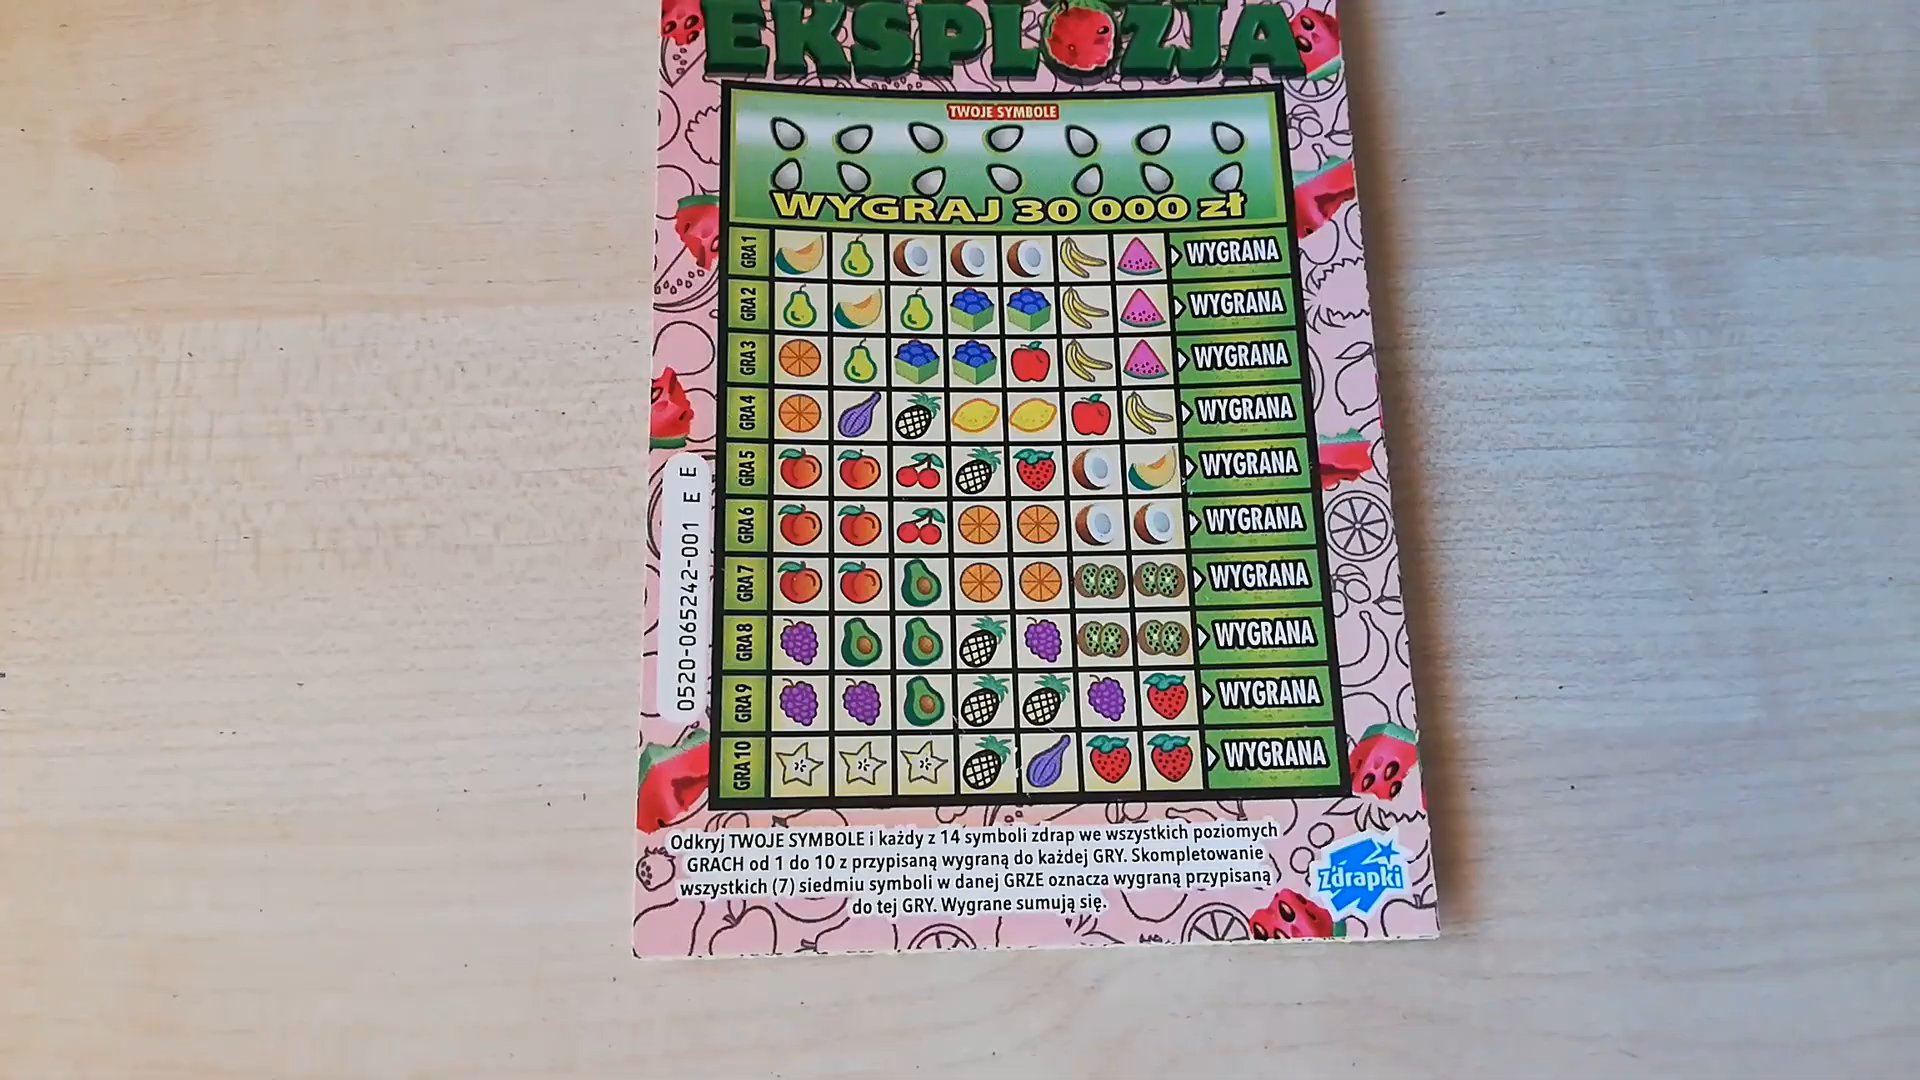 EKSPLOZJA
TWOJE SYMBOLE
WYGRAJ 30 000 zł
GRA 1 WYGRANA
GRA 2 WYGRANA
GRA 3 WYGRANA
GRA 4 WYGRANA
GRA 5 WYGRANA
GRA 6 WYGRANA
GRA 7 WYGRANA
GRA 8 WYGRANA
GRA 9 WYGRANA
GRA 10 WYGRANA
0520-065242-001 E E
Odkryj TWOJE SYMBOLE i każdy z 14 symboli zdrap we wszystkich poziomych
GRACH od 1 do 10 z przypisaną wygraną do każdej GRY. Skompletowanie
wszystkich (7) siedmiu symboli w danej GRZE oznacza wygraną przypisaną
do tej GRY. Wygrane sumują się.
Zdrapki